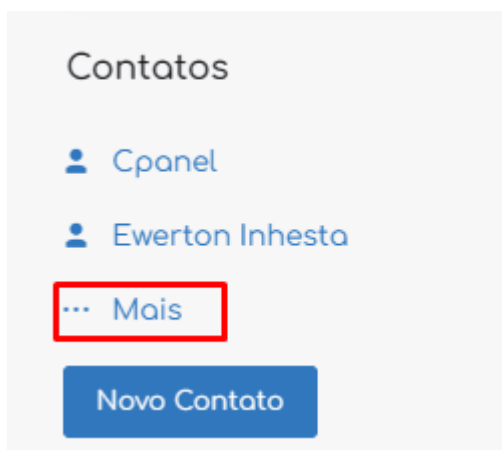 Contatos
Cpanel
Ewerton Inhesta
... Mais
Novo Contato